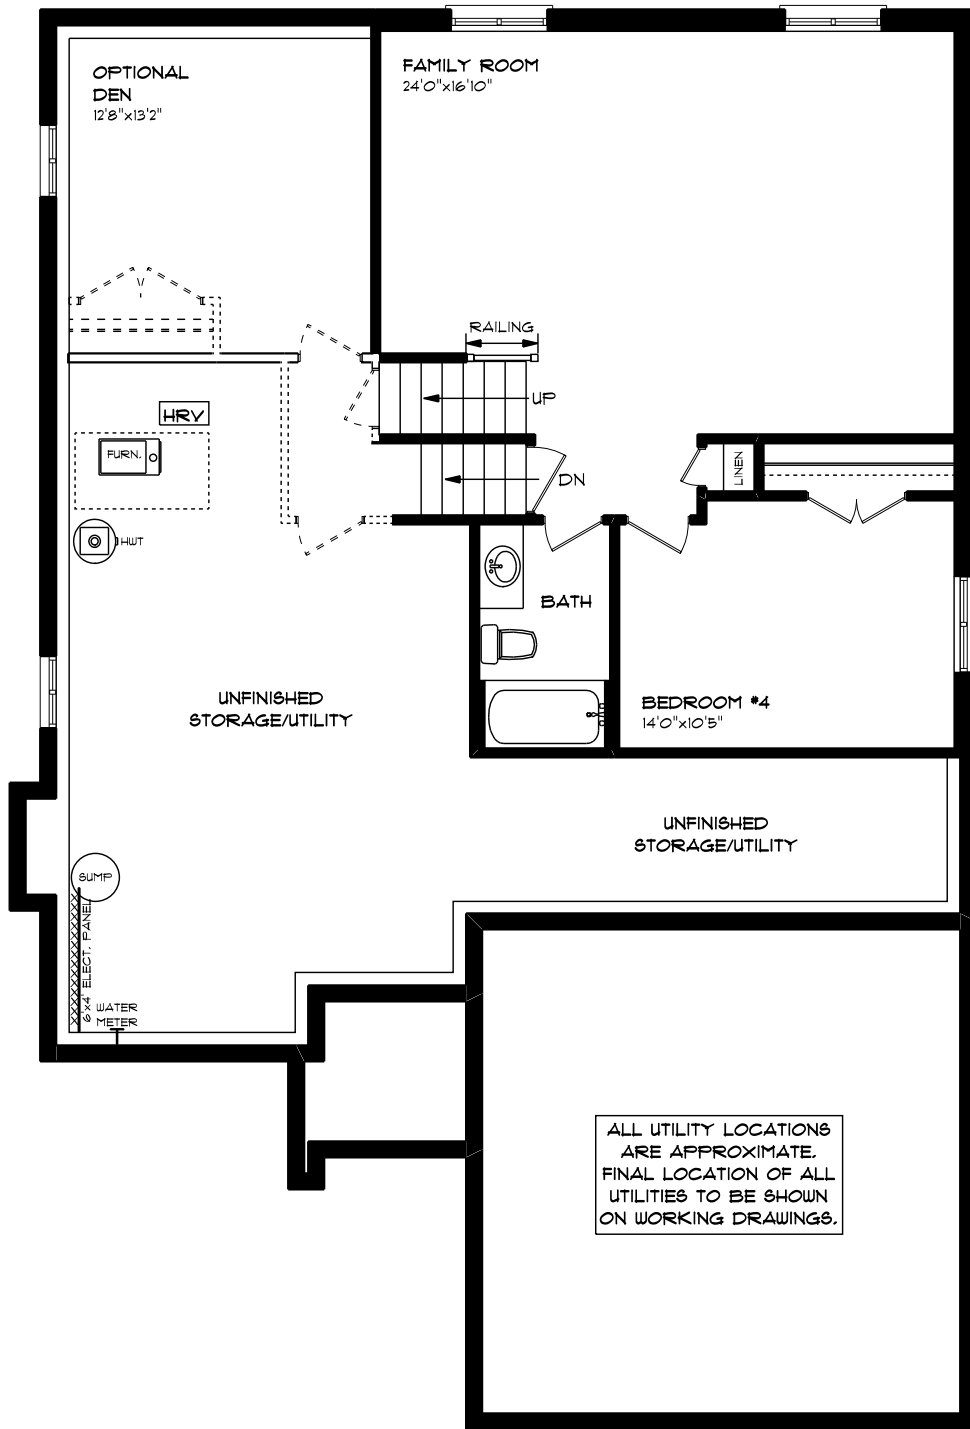 OPTIONAL
DEN
12'8"x13'2"
FAMILY ROOM
24'0"x16'10"
RAILING
UP
HRV
FURN.
LINEN
DN
HWT
BATH
UNFINISHED
STORAGE/UTILITY
BEDROOM #4
14'0"x10'5"
UNFINISHED
STORAGE/UTILITY
SUMP
6'x4' ELECT. PANEL
WATER
METER
ALL UTILITY LOCATIONS
ARE APPROXIMATE.
FINAL LOCATION OF ALL
UTILITIES TO BE SHOWN
ON WORKING DRAWINGS.